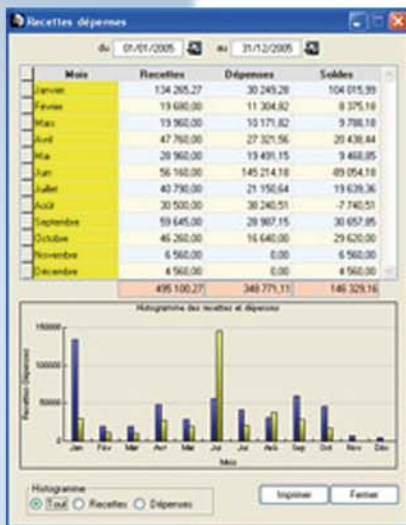 Recettes dépenses
du 01/01/2005 au 31/12/2005
Mois Recettes Dépenses Soldes
Janvier 134 265,27 30 249,28 104 015,99
Février 19 680,00 11 304,82 8 375,18
Mars 19 960,00 10 171,82 9 788,18
Avril 47 760,00 27 321,56 20 438,44
Mai 28 960,00 19 491,15 9 468,85
Juin 56 160,00 145 214,18 -89 054,18
Juillet 40 790,00 21 150,64 19 639,36
Août 30 500,00 38 240,51 -7 740,51
Septembre 59 645,00 28 987,15 30 657,85
Octobre 46 260,00 16 640,00 29 620,00
Novembre 6 560,00 0,00 6 560,00
Décembre 4 560,00 0,00 4 560,00
495 100,27 348 771,11 146 329,16
Histogramme des recettes et dépenses
150000
100000
50000
0
Recettes-Dépenses
Jan Fév Mar Avr Mai Jui Jui Aoû Sep Oct Nov Déc
Mois
Histogramme
Tout Recettes Dépenses
Imprimer Fermer